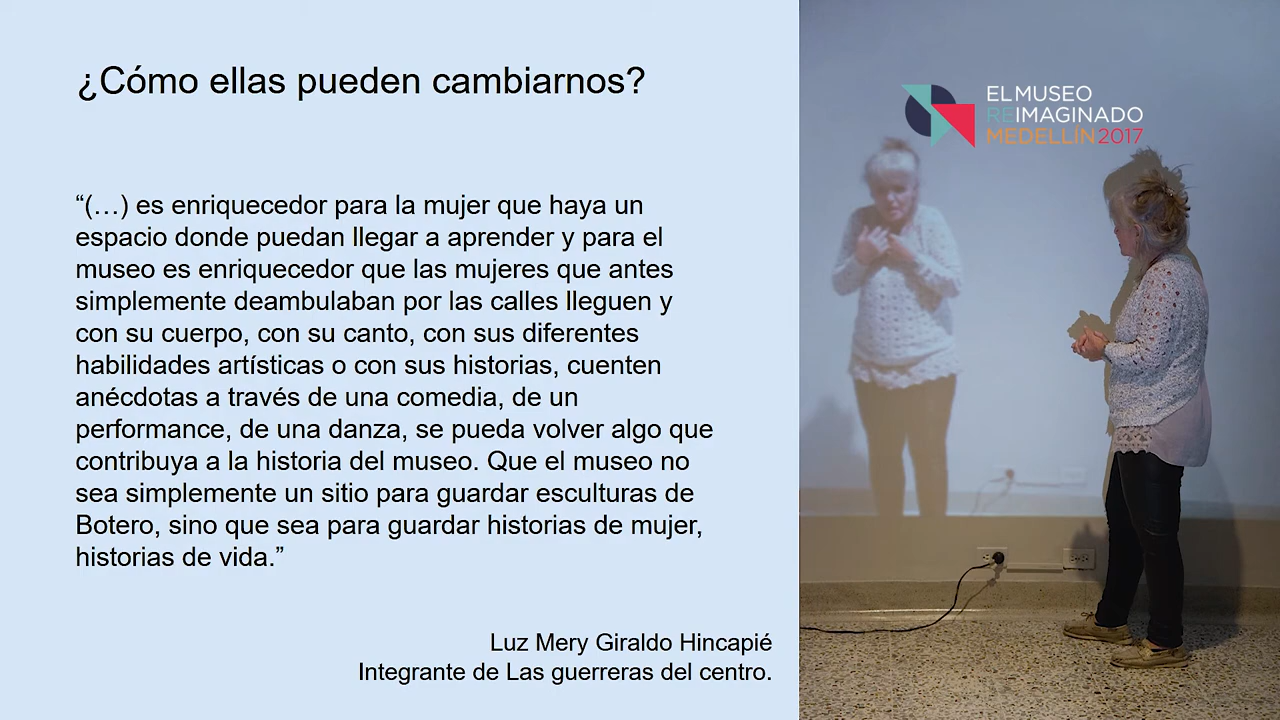 ¿Cómo ellas pueden cambiarnos?
“(…) es enriquecedor para la mujer que haya un
espacio donde puedan llegar a aprender y para el
museo es enriquecedor que las mujeres que antes
simplemente deambulaban por las calles lleguen y
con su cuerpo, con su canto, con sus diferentes
habilidades artísticas o con sus historias, cuenten
anécdotas a través de una comedia, de un
performance, de una danza, se pueda volver algo que
contribuya a la historia del museo. Que el museo no
sea simplemente un sitio para guardar esculturas de
Botero, sino que sea para guardar historias de mujer,
historias de vida.”
Luz Mery Giraldo Hincapié
Integrante de Las guerreras del centro.
EL MUSEO
REIMAGINADO
MEDELLÍN 2017